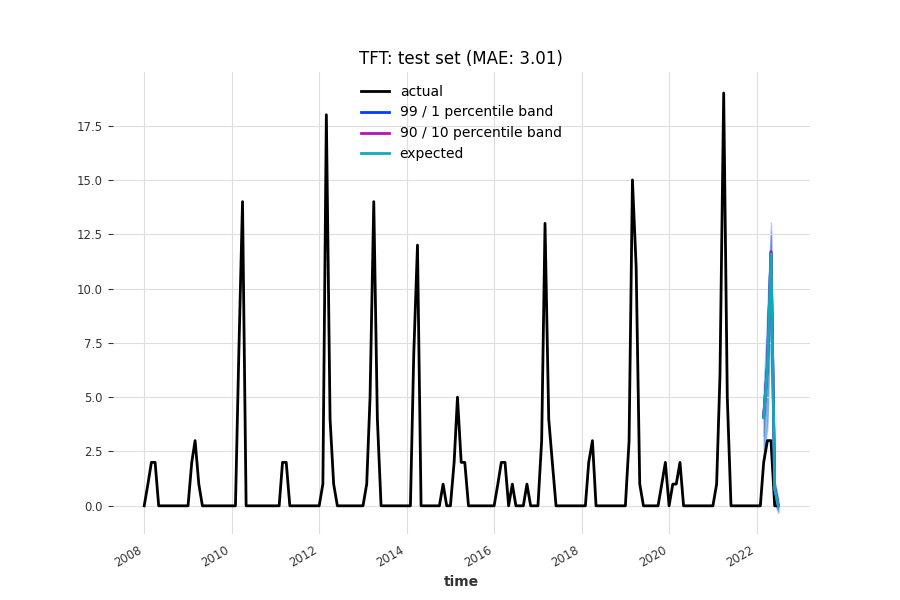 TFT: test set (MAE: 3.01)
actual
99 / 1 percentile band
90 / 10 percentile band
expected
17.5
15.0
12.5
10.0
7.5
5.0
2.5
0.0
2008
2010
2012
2014
2016
2018
2020
2022
time